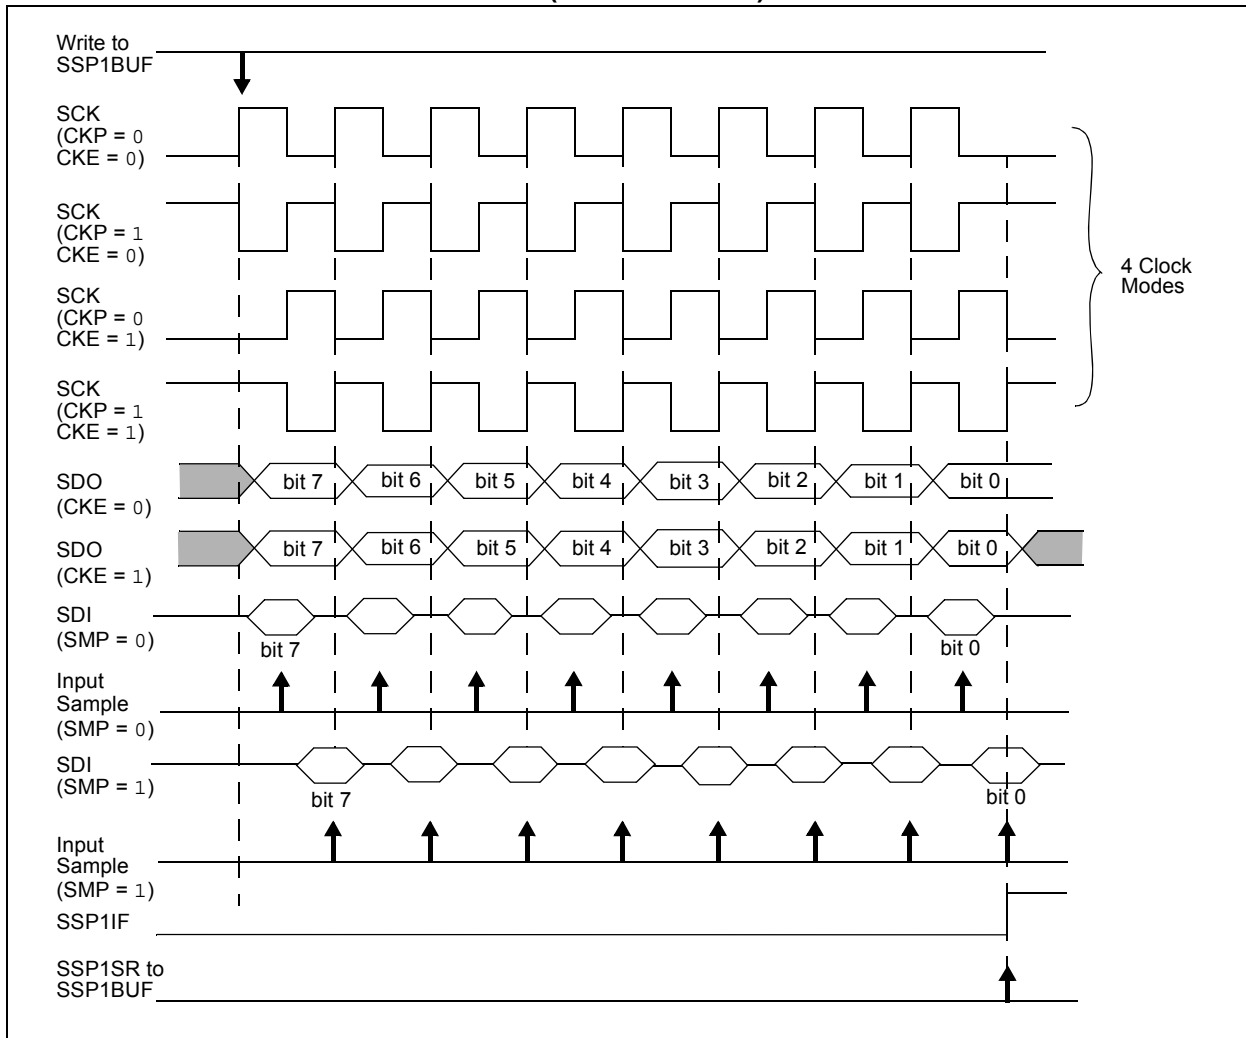 Write to
SSP1BUF
SCK
(CKP = 0
CKE = 0)
SCK
(CKP = 1
CKE = 0)
SCK
(CKP = 0
CKE = 1)
SCK
(CKP = 1
CKE = 1)
4 Clock
Modes
SDO
(CKE = 0)
bit 7 bit 6 bit 5 bit 4 bit 3 bit 2 bit 1 bit 0
SDO
(CKE = 1)
bit 7 bit 6 bit 5 bit 4 bit 3 bit 2 bit 1 bit 0
SDI
(SMP = 0)
bit 7 bit 0
Input
Sample
(SMP = 0)
SDI
(SMP = 1)
bit 7 bit 0
Input
Sample
(SMP = 1)
SSP1IF
SSP1SR to
SSP1BUF